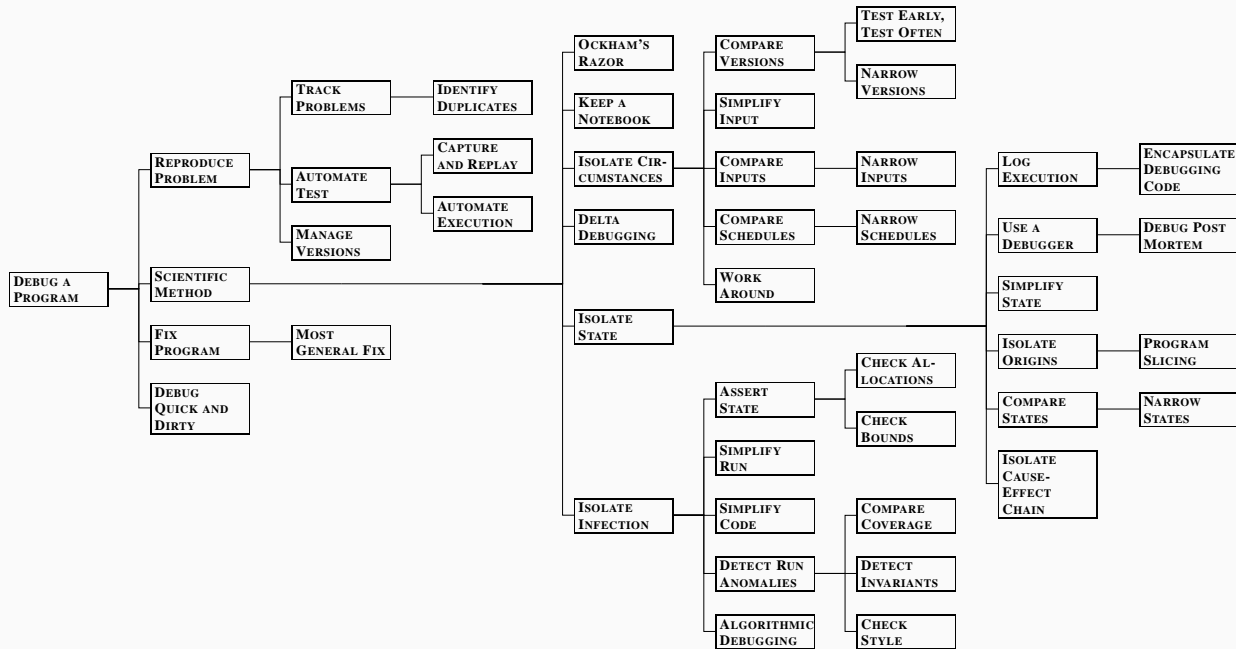 DEBUG A
PROGRAM
REPRODUCE
PROBLEM
SCIENTIFIC
METHOD
FIX
PROGRAM
DEBUG
QUICK AND
DIRTY
TRACK
PROBLEMS
AUTOMATE
TEST
MANAGE
VERSIONS
MOST
GENERAL FIX
IDENTIFY
DUPLICATES
CAPTURE
AND REPLAY
AUTOMATE
EXECUTION
OCKHAM'S
RAZOR
KEEP A
NOTEBOOK
ISOLATE CIR-
CUMSTANCES
DELTA
DEBUGGING
ISOLATE
STATE
ISOLATE
INFECTION
COMPARE
VERSIONS
SIMPLIFY
INPUT
COMPARE
INPUTS
COMPARE
SCHEDULES
WORK
AROUND
ASSERT
STATE
SIMPLIFY
RUN
SIMPLIFY
CODE
DETECT RUN
ANOMALIES
ALGORITHMIC
DEBUGGING
TEST EARLY,
TEST OFTEN
NARROW
VERSIONS
NARROW
INPUTS
NARROW
SCHEDULES
CHECK AL-
LOCATIONS
CHECK
BOUNDS
COMPARE
COVERAGE
DETECT
INVARIANTS
CHECK
STYLE
LOG
EXECUTION
USE A
DEBUGGER
SIMPLIFY
STATE
ISOLATE
ORIGINS
COMPARE
STATES
ISOLATE
CAUSE-
EFFECT
CHAIN
ENCAPSULATE
DEBUGGING
CODE
DEBUG POST
MORTEM
PROGRAM
SLICING
NARROW
STATES